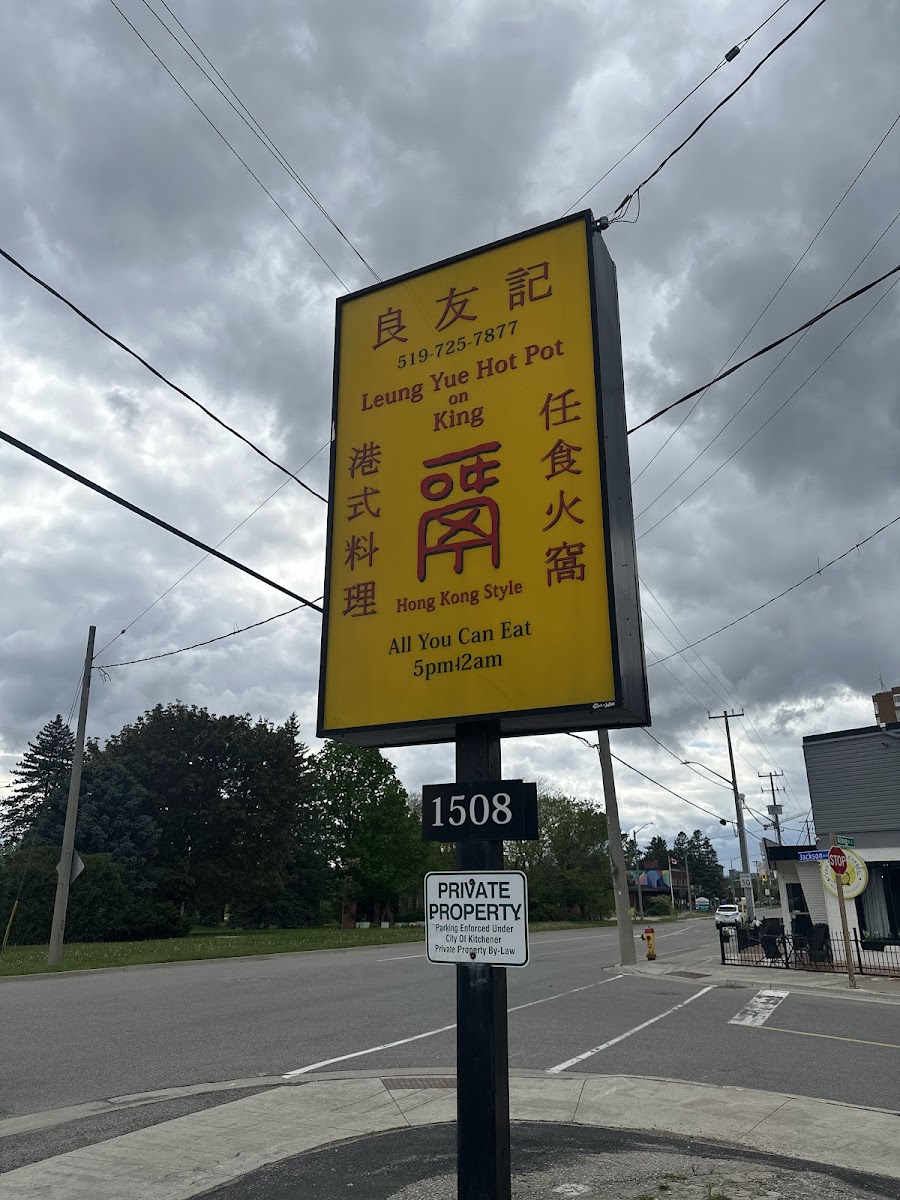 良友記
519-725-7877
Leung Yue Hot Pot
on
King
港式料理
任食火窩
Hong Kong Style
All You Can Eat
5pm-12am
1508
PRIVATE
PROPERTY
Parking Enforced Under
City Of Kitchener
Private Property By-Law
Jackson
STOP
50